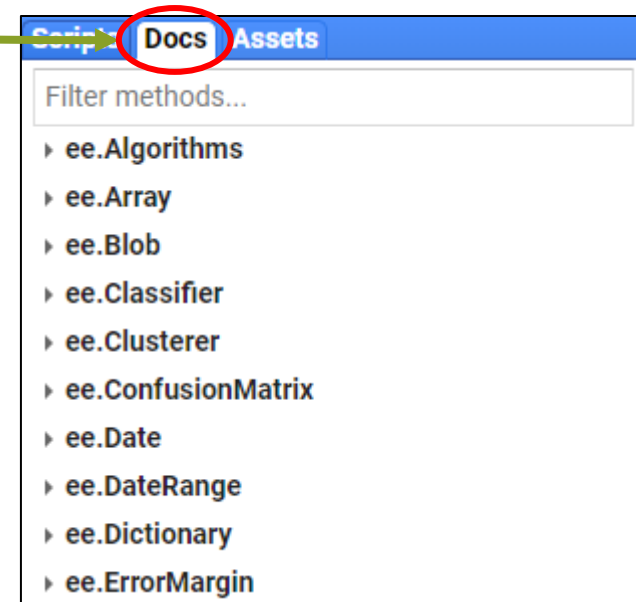 Scripts Docs Assets
Filter methods...
ee.Algorithms
ee.Array
ee.Blob
ee.Classifier
ee.Clusterer
ee.ConfusionMatrix
ee.Date
ee.DateRange
ee.Dictionary
ee.ErrorMargin